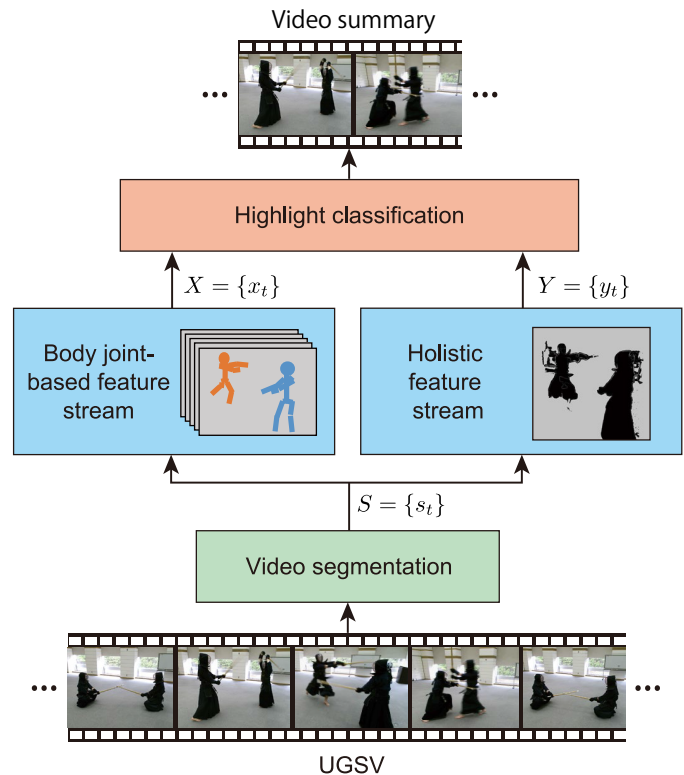 Video summary
... ...
Highlight classification
X = {x_t} Y = {y_t}
Body joint-
based feature
stream
Holistic
feature
stream
S = {s_t}
Video segmentation
... ...
UGSV